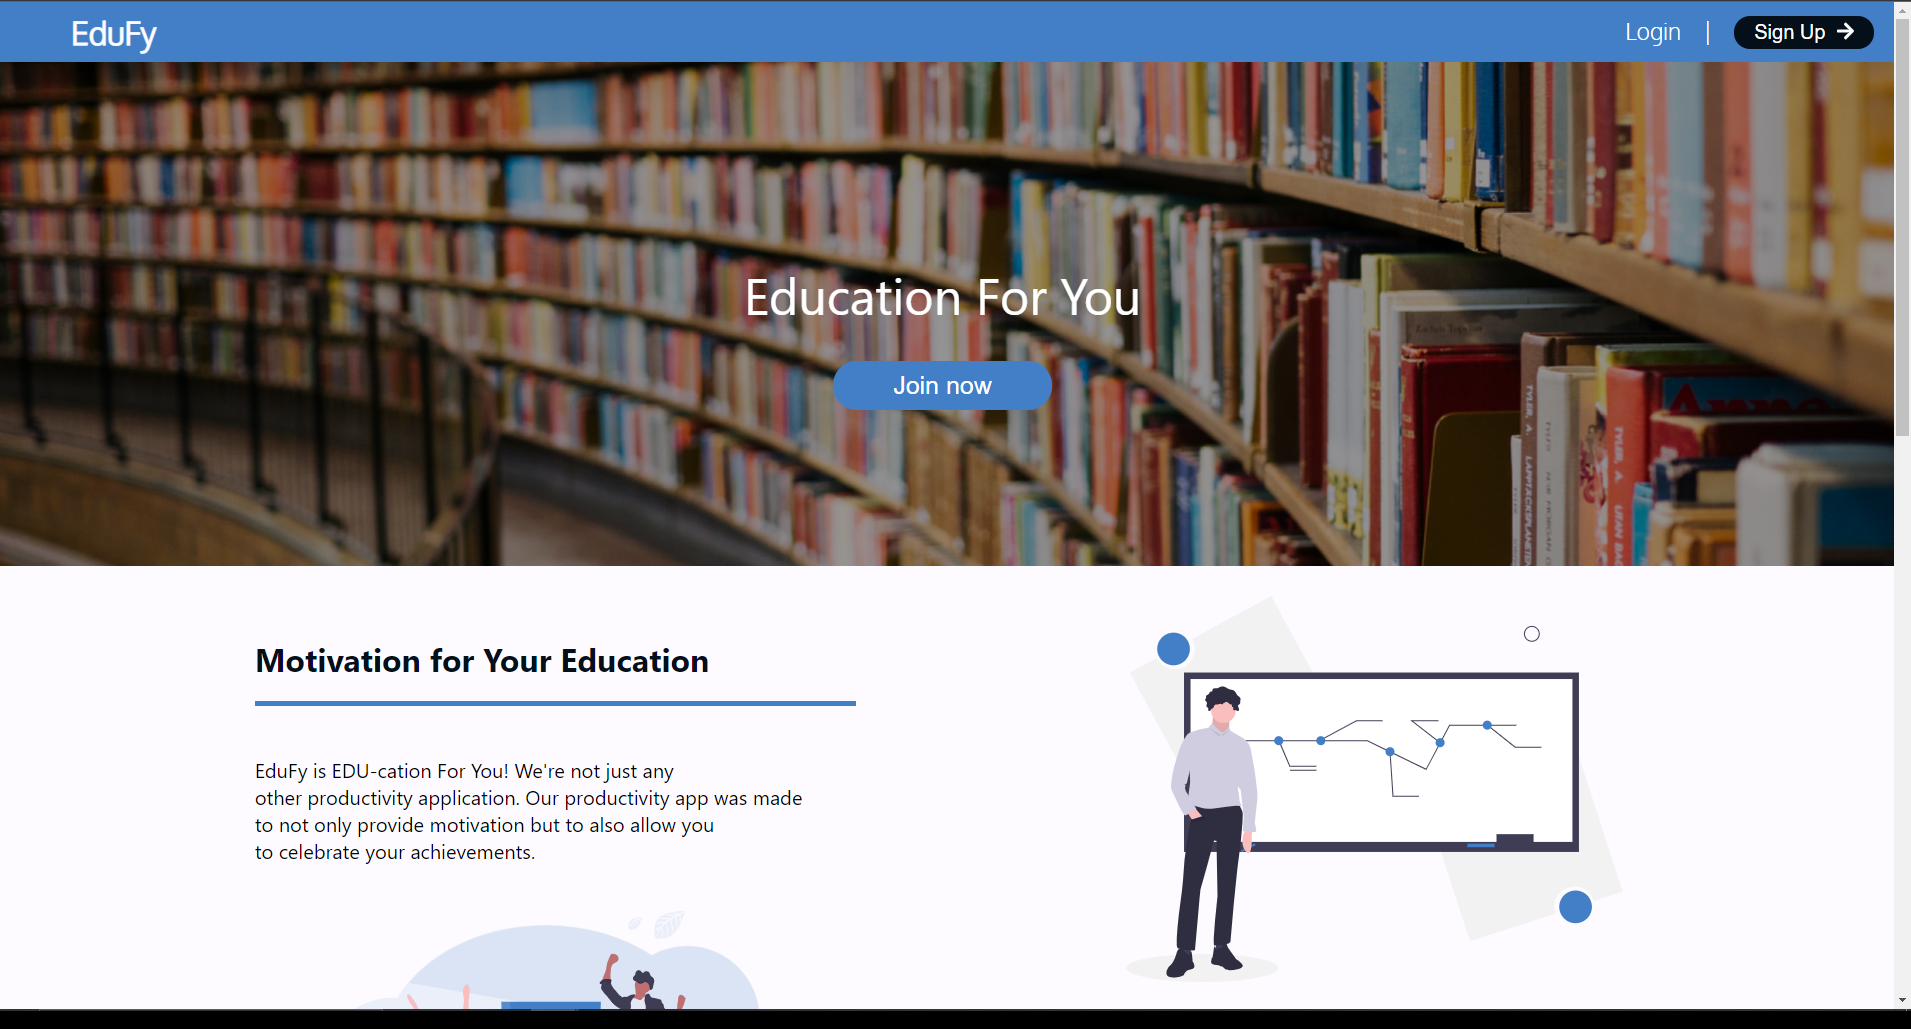 EduFy
Login | Sign Up →
Education For You
Join now
Motivation for Your Education
EduFy is EDU-cation For You! We're not just any
other productivity application. Our productivity app was made
to not only provide motivation but to also allow you
to celebrate your achievements.